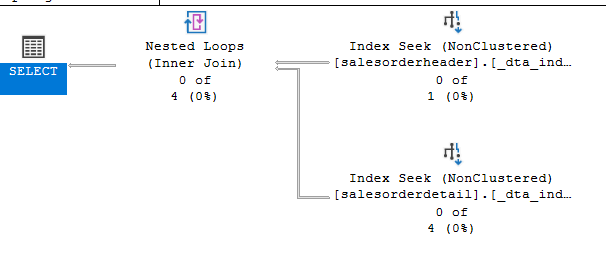 Nested Loops
(Inner Join)
0 of
4 (0%)
SELECT
Index Seek (NonClustered)
[salesorderheader].[_dta_ind…
0 of
1 (0%)
Index Seek (NonClustered)
[salesorderdetail].[_dta_ind…
0 of
4 (0%)